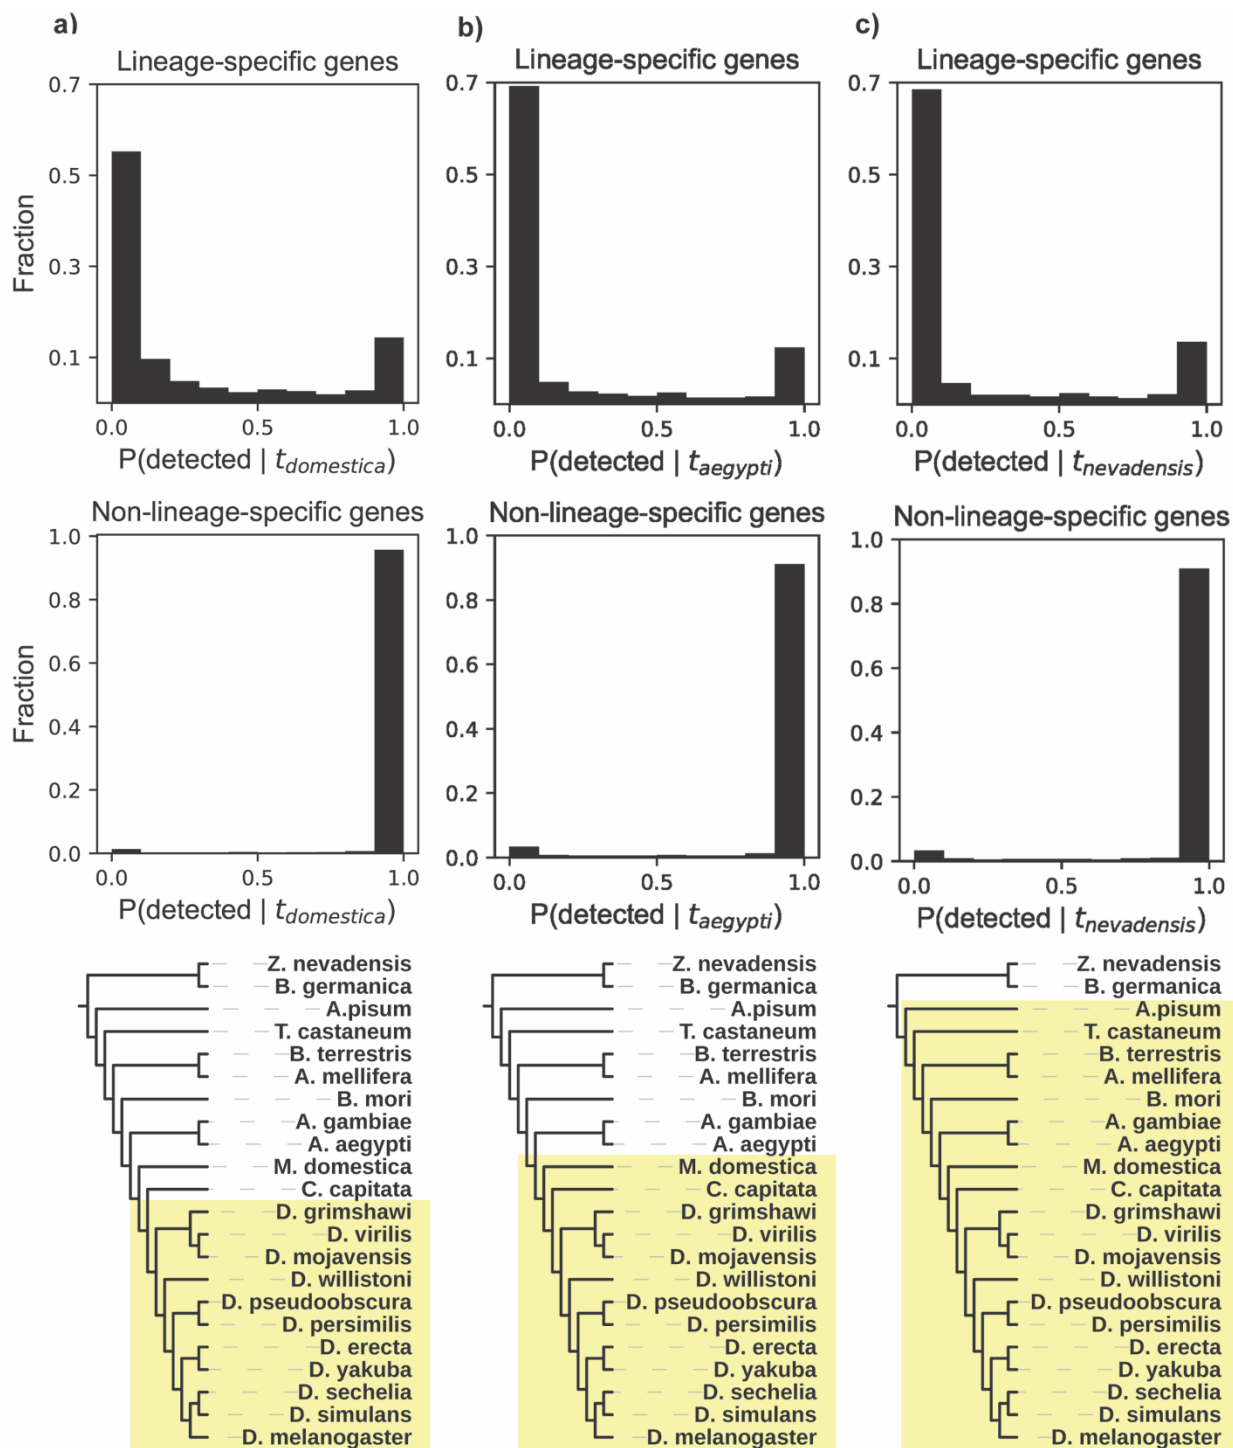 a)
Lineage-specific genes
0.7
0.5
0.3
0.1
Fraction
0.0
0.5
1.0
P(detected | t_domestica)
b)
Lineage-specific genes
0.7
0.5
0.3
0.1
0.0
0.5
1.0
P(detected | t_aegypti)
c)
Lineage-specific genes
0.7
0.5
0.3
0.1
0.0
0.5
1.0
P(detected | t_nevadensis)
Non-lineage-specific genes
1.0
0.8
0.6
0.4
0.2
0.0
Fraction
0.0
0.5
1.0
P(detected | t_domestica)
Non-lineage-specific genes
1.0
0.8
0.6
0.4
0.2
0.0
0.0
0.5
1.0
P(detected | t_aegypti)
Non-lineage-specific genes
1.0
0.8
0.6
0.4
0.2
0.0
0.0
0.5
1.0
P(detected | t_nevadensis)
Z. nevadensis
B. germanica
A.pisum
T. castaneum
B. terrestris
A. mellifera
B. mori
A. gambiae
A. aegypti
M. domestica
C. capitata
D. grimshawi
D. virilis
D. mojavensis
D. willistoni
D. pseudoobscura
D. persimilis
D. erecta
D. yakuba
D. sechelia
D. simulans
D. melanogaster
Z. nevadensis
B. germanica
A.pisum
T. castaneum
B. terrestris
A. mellifera
B. mori
A. gambiae
A. aegypti
M. domestica
C. capitata
D. grimshawi
D. virilis
D. mojavensis
D. willistoni
D. pseudoobscura
D. persimilis
D. erecta
D. yakuba
D. sechelia
D. simulans
D. melanogaster
Z. nevadensis
B. germanica
A.pisum
T. castaneum
B. terrestris
A. mellifera
B. mori
A. gambiae
A. aegypti
M. domestica
C. capitata
D. grimshawi
D. virilis
D. mojavensis
D. willistoni
D. pseudoobscura
D. persimilis
D. erecta
D. yakuba
D. sechelia
D. simulans
D. melanogaster